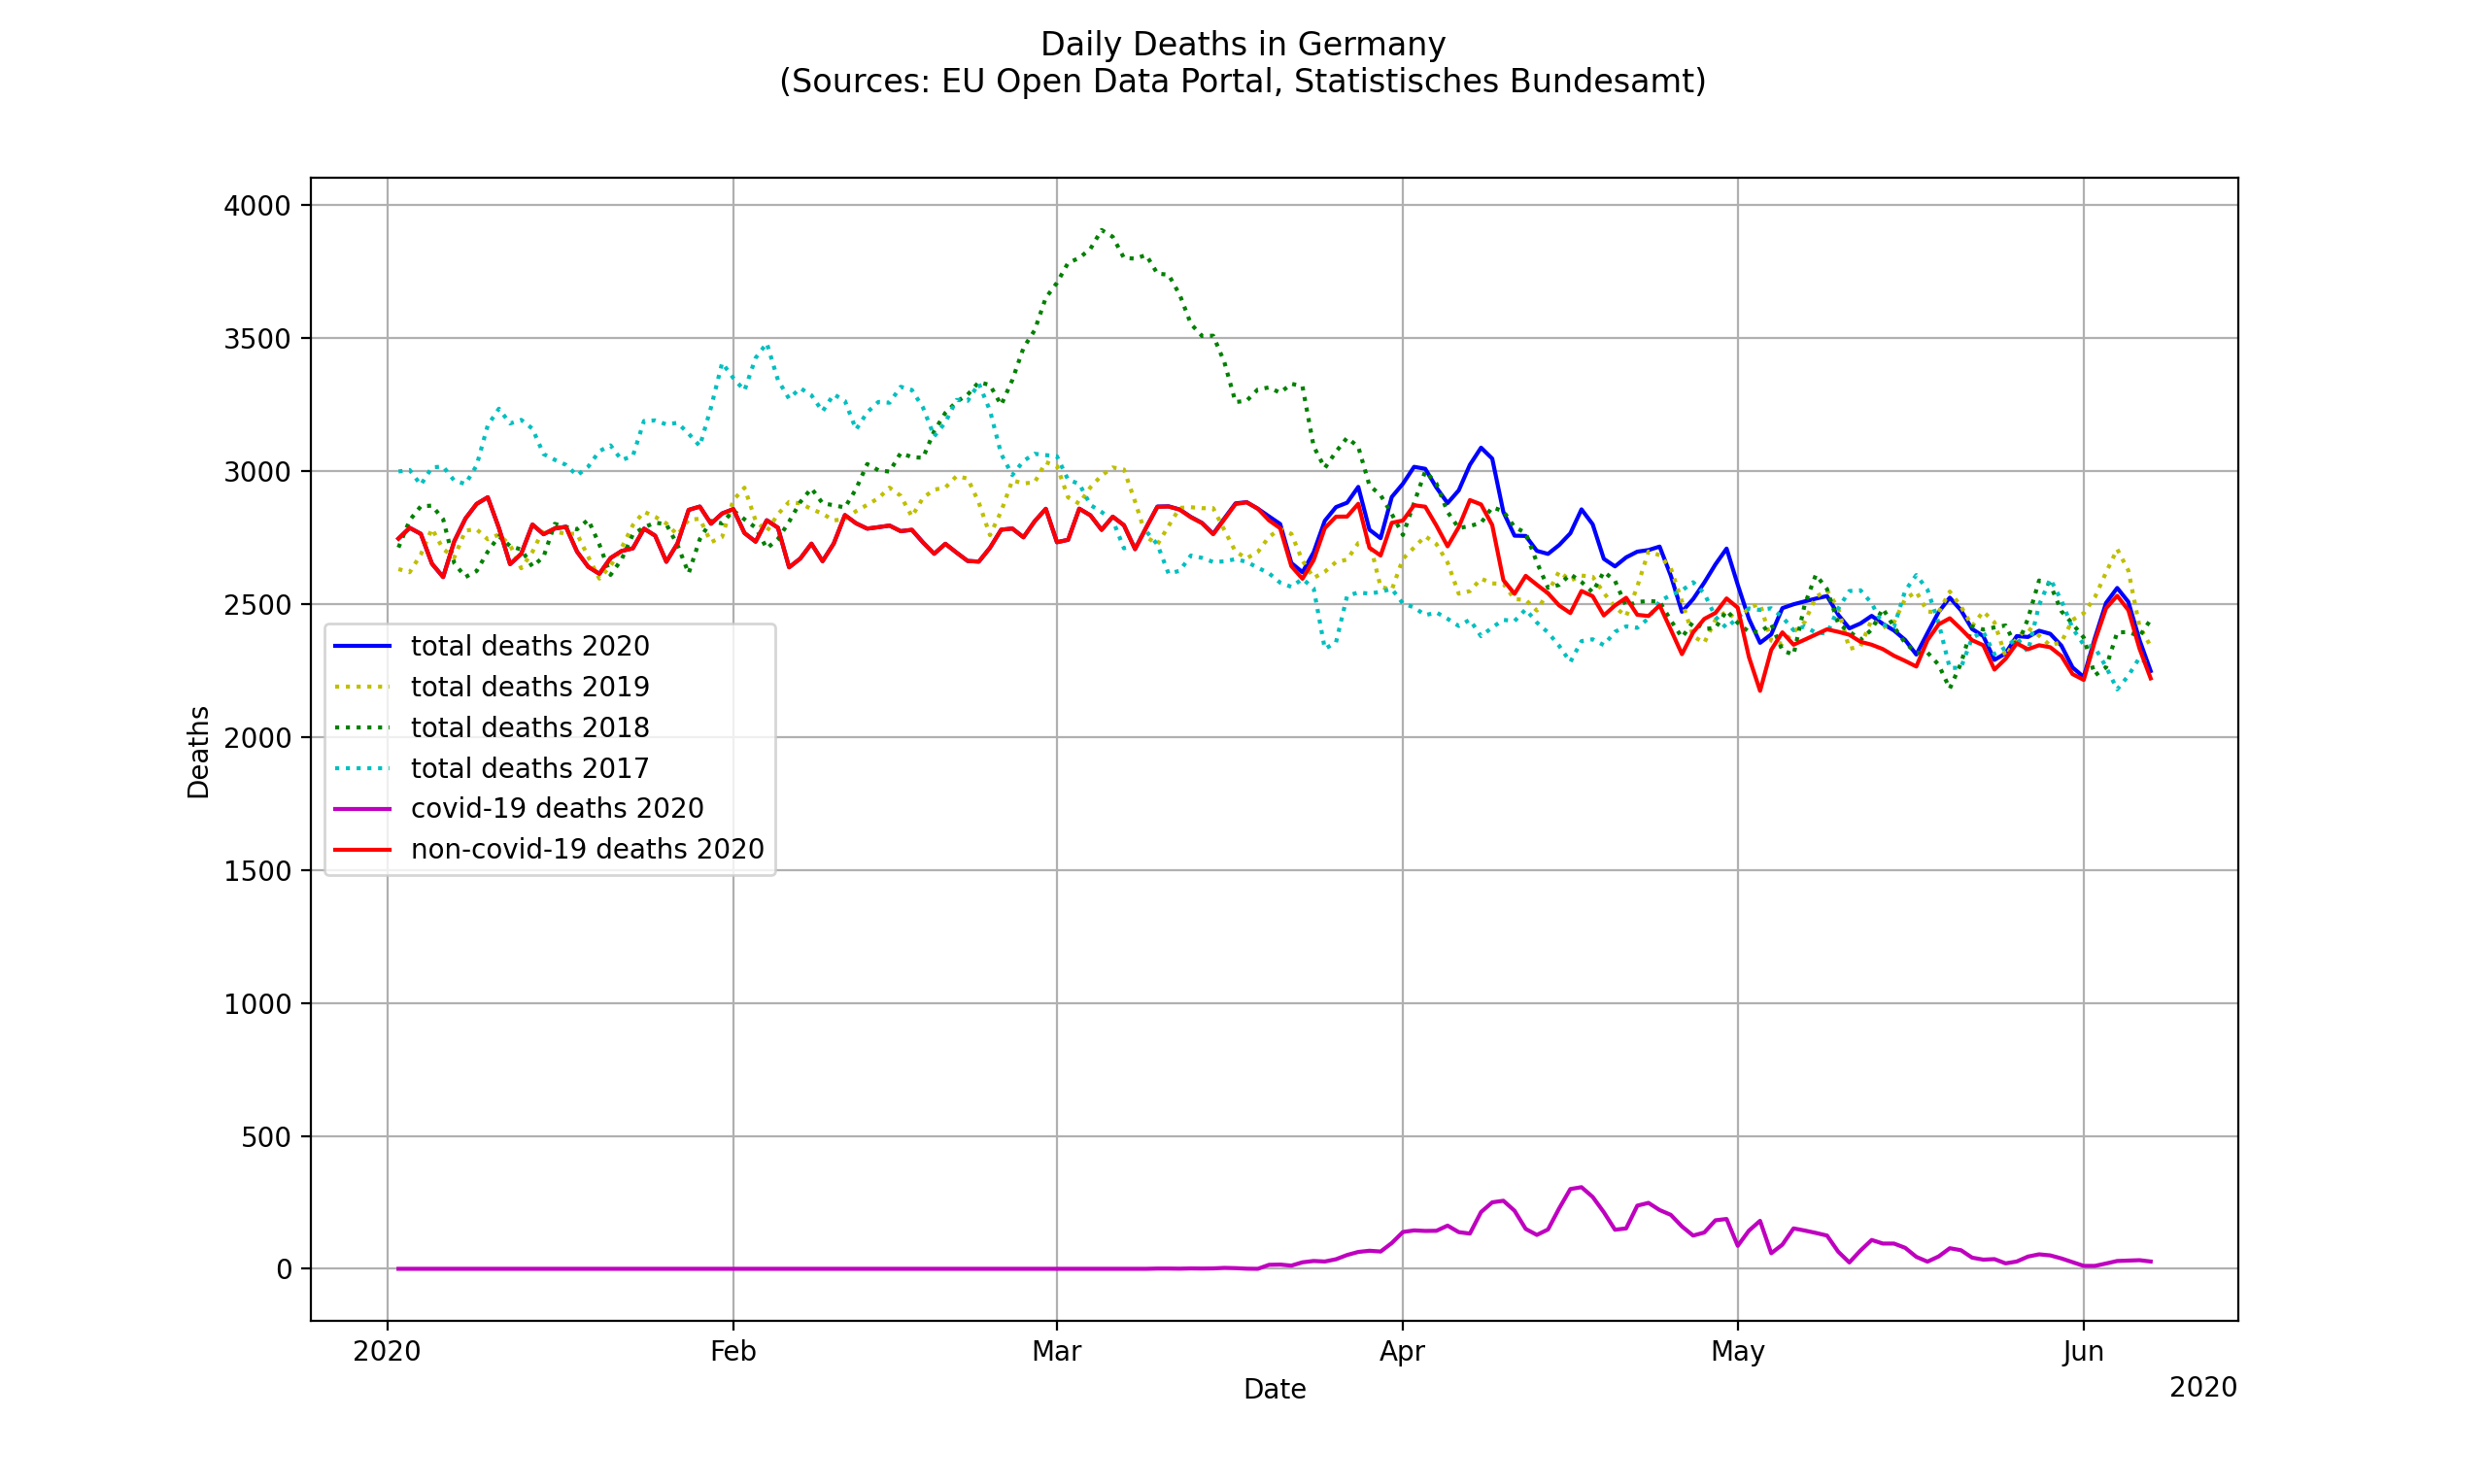 Daily Deaths in Germany
(Sources: EU Open Data Portal, Statistisches Bundesamt)
4000
3500
3000
2500
2000
1500
1000
500
0
Deaths
total deaths 2020
total deaths 2019
total deaths 2018
total deaths 2017
covid-19 deaths 2020
non-covid-19 deaths 2020
2020 Feb Mar Apr May Jun
Date
2020